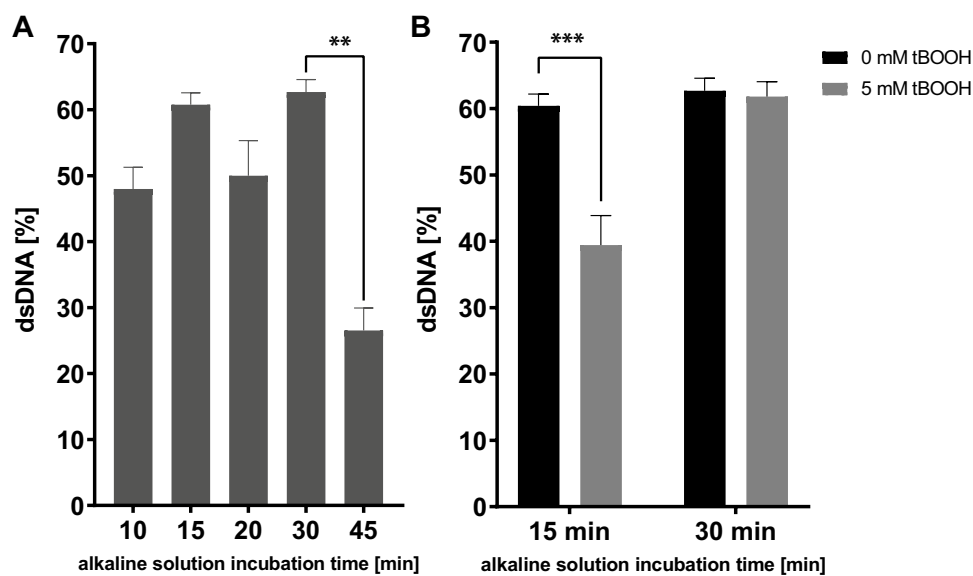 A
70
60
50
40
30
20
10
0
dsDNA [%]
**
10 15 20 30 45
alkaline solution incubation time [min]
B
70
60
50
40
30
20
10
0
dsDNA [%]
***
15 min 30 min
alkaline solution incubation time [min]
0 mM tBOOH
5 mM tBOOH